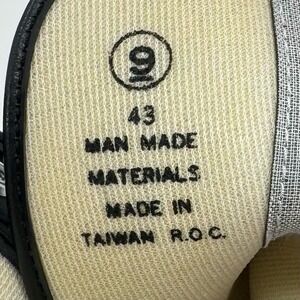 9
43
MAN MADE
MATERIALS
MADE IN
TAIWAN R.O.C.